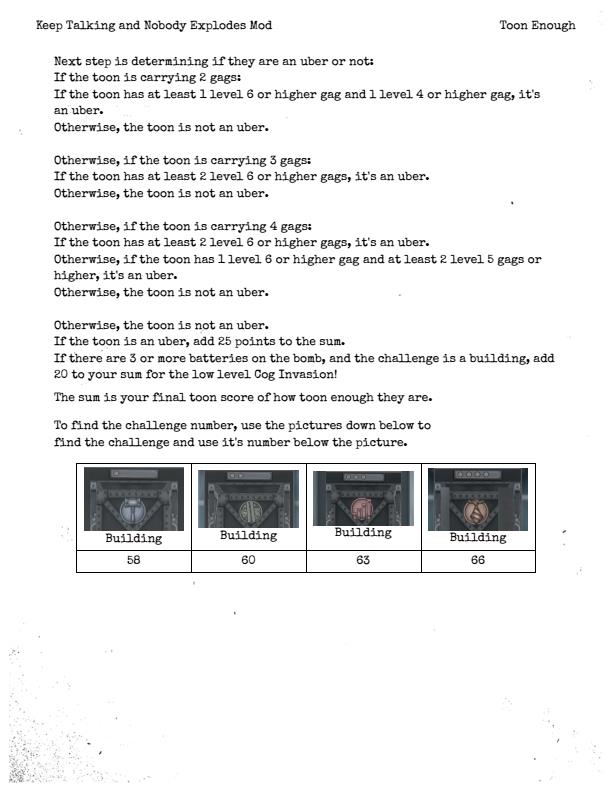 Keep Talking and Nobody Explodes Mod Toon Enough
Next step is determining if they are an uber or not:
If the toon is carrying 2 gags:
If the toon has at least 1 level 6 or higher gag and 1 level 4 or higher gag, it's
an uber.
Otherwise, the toon is not an uber.
Otherwise, if the toon is carrying 3 gags:
If the toon has at least 2 level 6 or higher gags, it's an uber.
Otherwise, the toon is not an uber.
Otherwise, if the toon is carrying 4 gags:
If the toon has at least 2 level 6 or higher gags, it's an uber.
Otherwise, if the toon has 1 level 6 or higher gag and at least 2 level 5 gags or
higher, it's an uber.
Otherwise, the toon is not an uber.
Otherwise, the toon is not an uber.
If the toon is an uber, add 25 points to the sum.
If there are 3 or more batteries on the bomb, and the challenge is a building, add
20 to your sum for the low level Cog Invasion!
The sum is your final toon score of how toon enough they are.
To find the challenge number, use the pictures down below to
find the challenge and use it's number below the picture.
Building Building Building Building
58 60 63 66